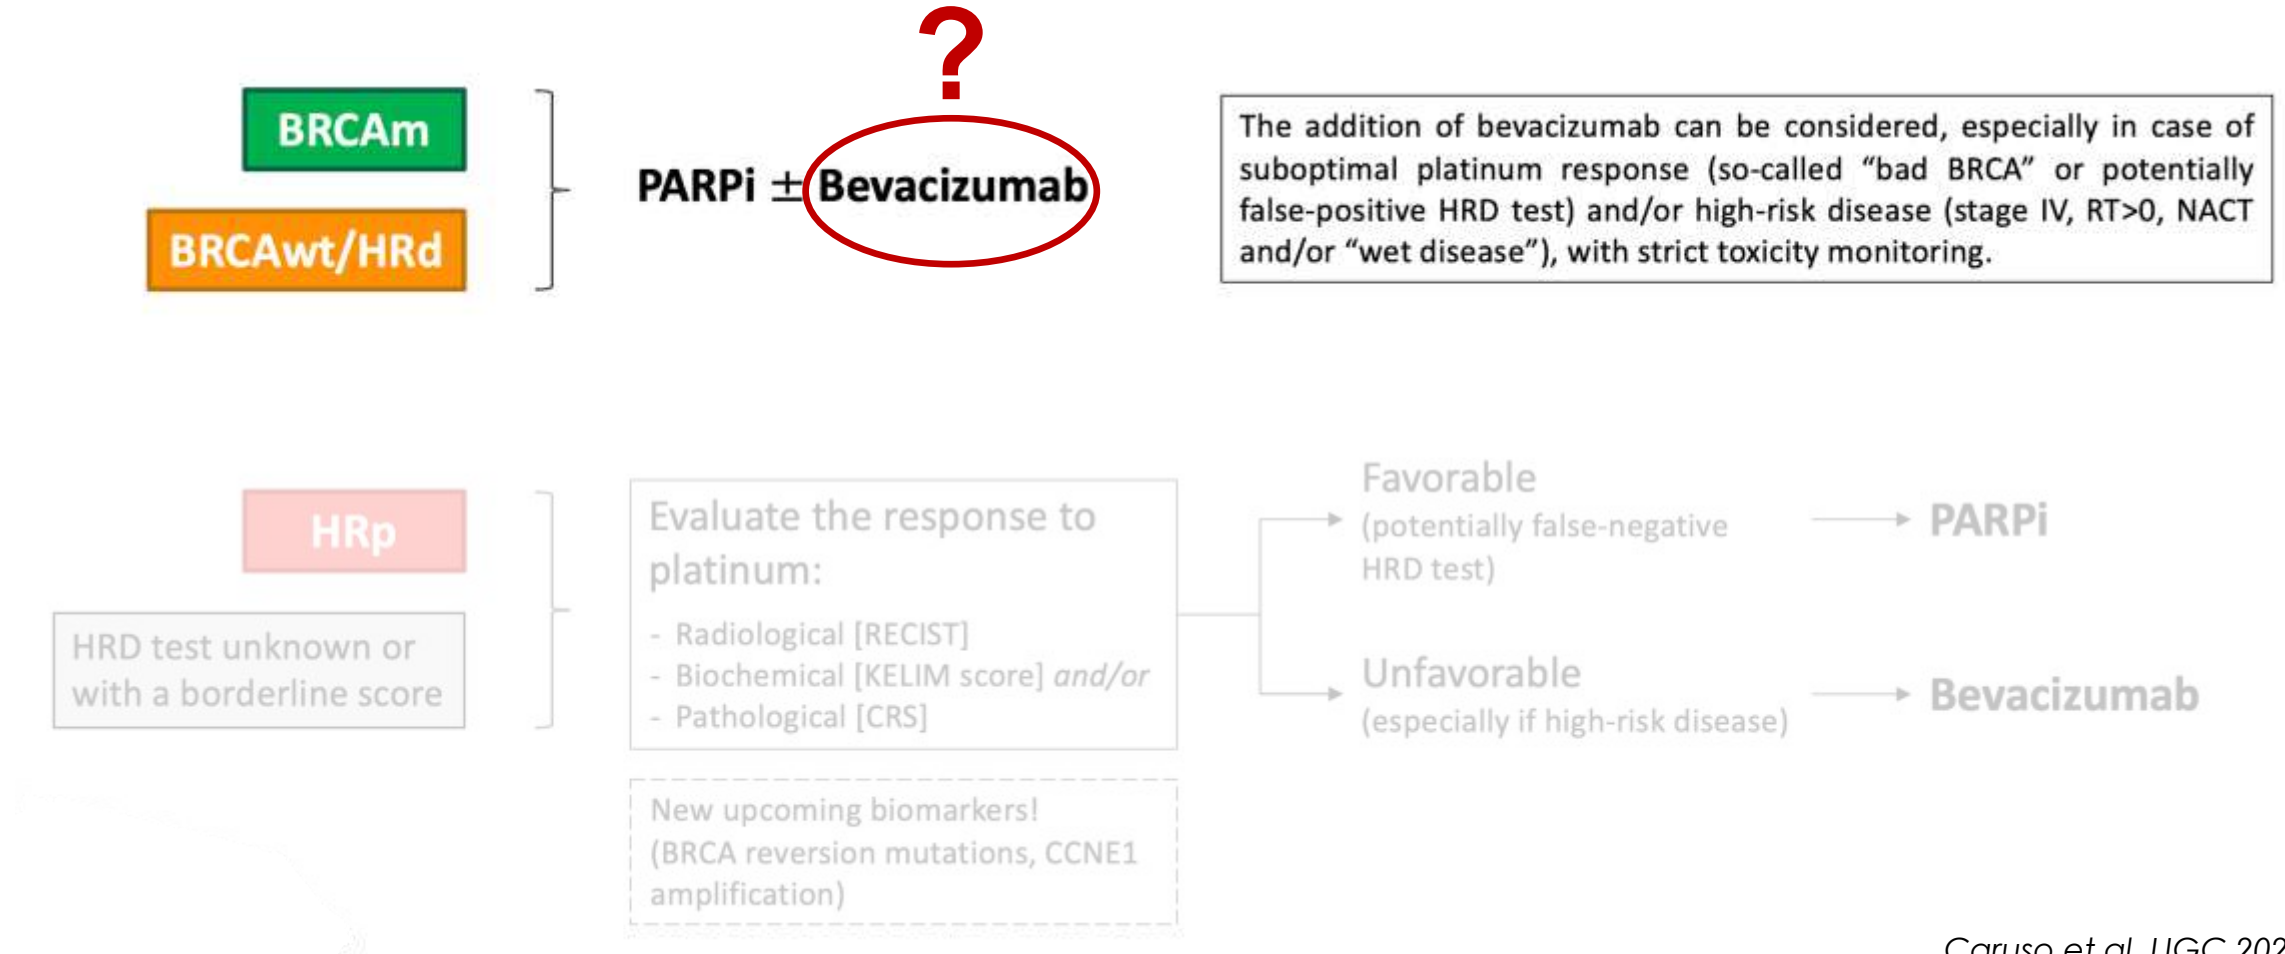 ?
BRCAm
BRCAwt/HRd
PARPi ± Bevacizumab
The addition of bevacizumab can be considered, especially in case of
suboptimal platinum response (so-called “bad BRCA” or potentially
false-positive HRD test) and/or high-risk disease (stage IV, RT>0, NACT
and/or “wet disease”), with strict toxicity monitoring.
HRp
HRD test unknown or
with a borderline score
Evaluate the response to
platinum:
- Radiological [RECIST]
- Biochemical [KELIM score] and/or
- Pathological [CRS]
New upcoming biomarkers!
(BRCA reversion mutations, CCNE1
amplification)
Favorable
(potentially false-negative
HRD test)
PARPi
Unfavorable
(especially if high-risk disease)
Bevacizumab
Caruso et al.